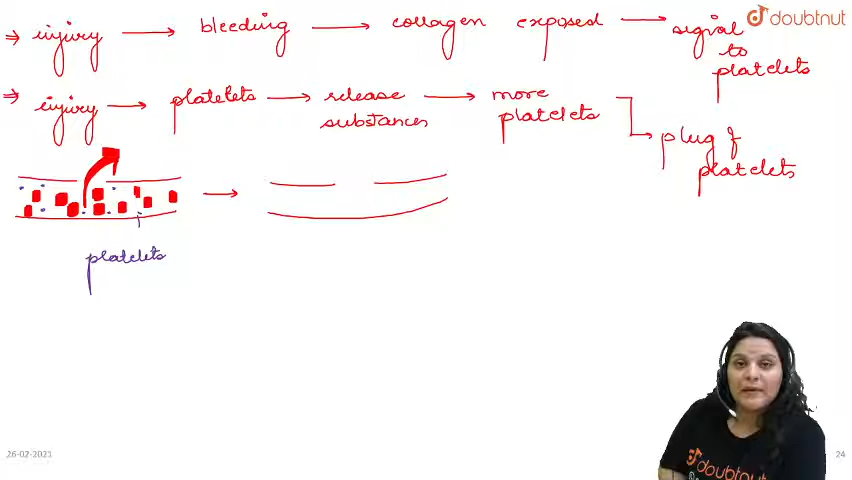 ⇒ injury → bleeding → collagen exposed → signal
to
platelets
⇒ injury → platelets → release → more
substances platelets
plug of
platelets
platelets
doubtnut
doubtnut
26-02-2021
24